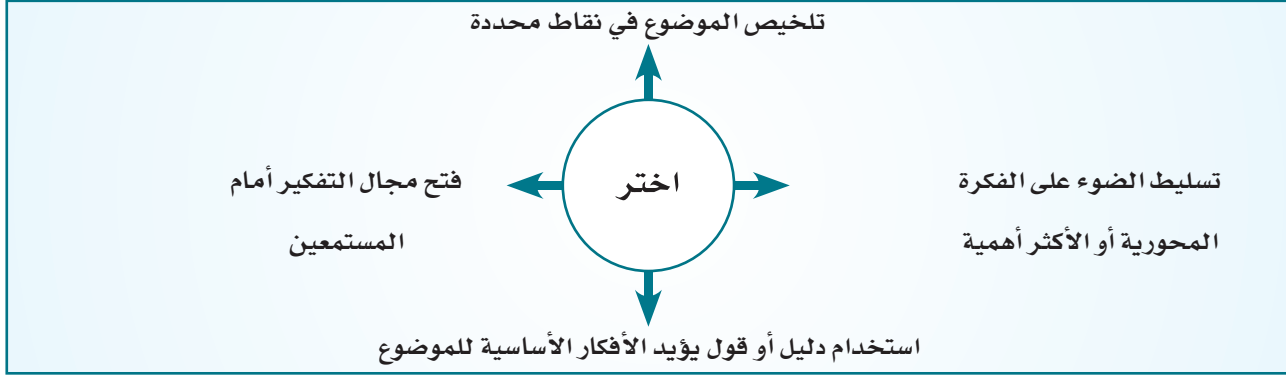 تلخيص الموضوع في نقاط محددة
تسليط الضوء على الفكرة
المحورية أو الأكثر أهمية
اختر
فتح مجال التفكير أمام
المستمعين
استخدام دليل أو قول يؤيد الأفكار الأساسية للموضوع